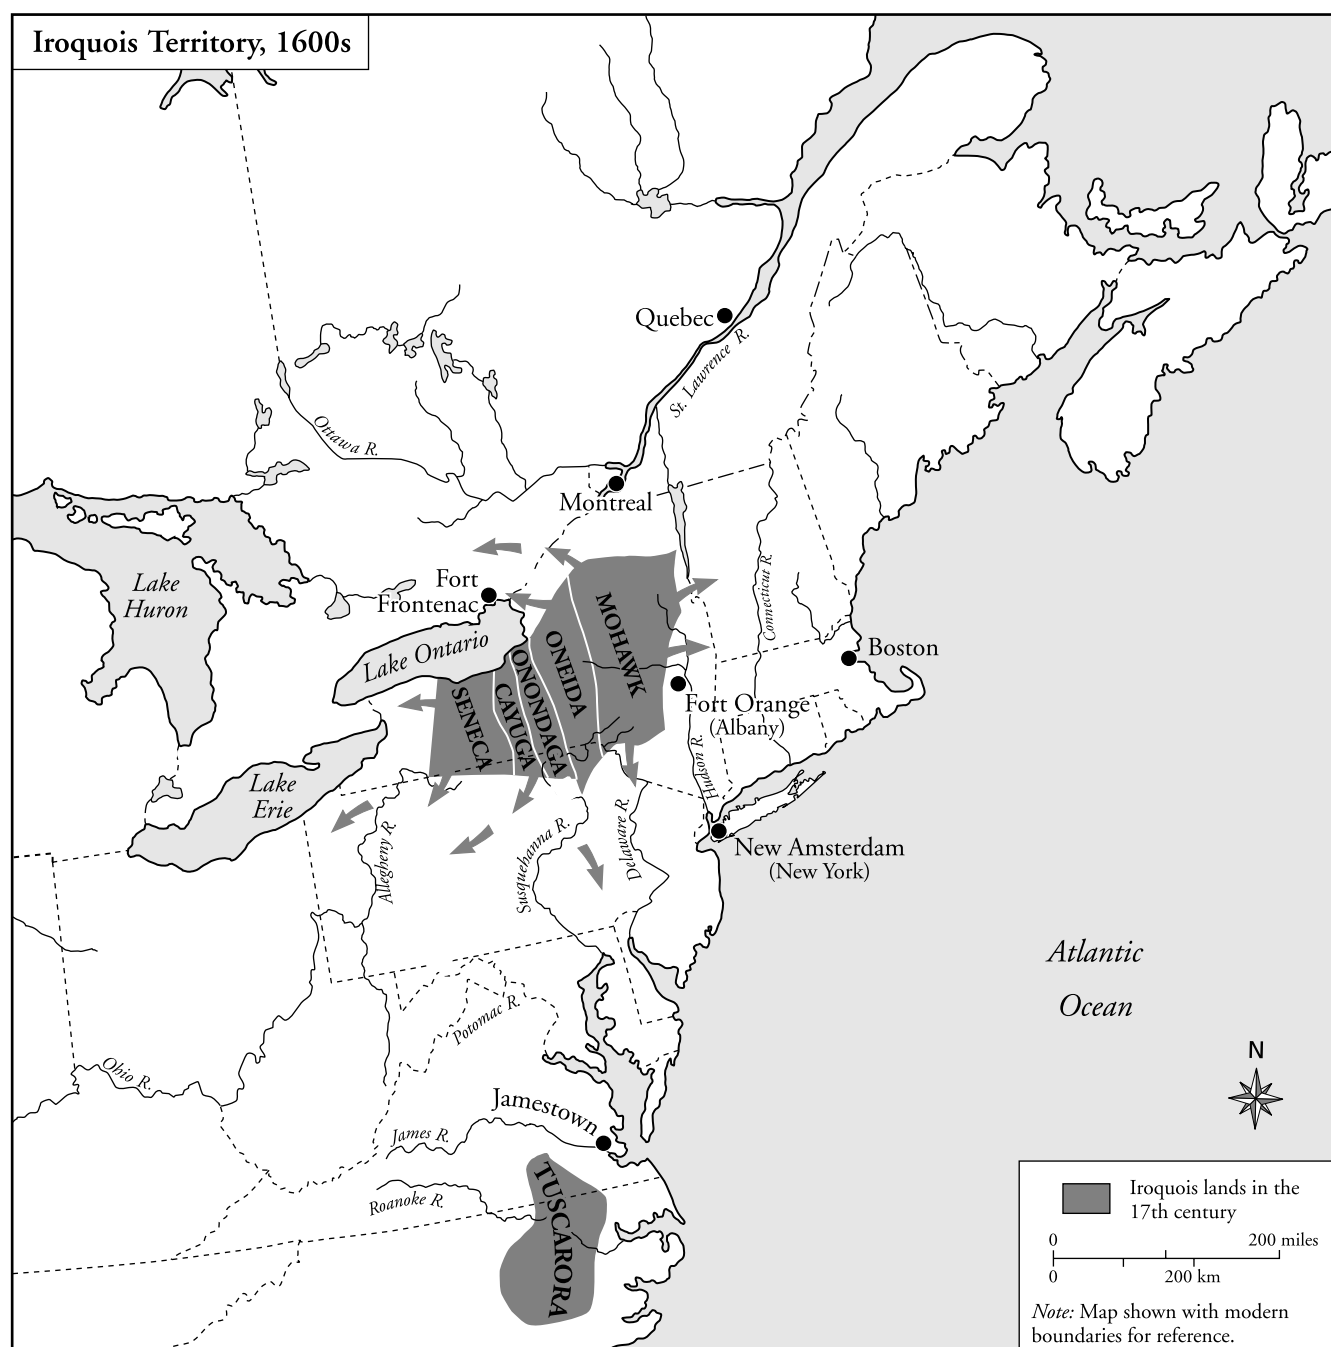 Iroquois Territory, 1600s
Quebec
St. Lawrence R.
Ottawa R.
Montreal
Lake
Huron
Fort
Frontenac
Lake Ontario
MOHAWK
ONEIDA
ONONDAGA
CAYUGA
SENECA
Connecticut R.
Boston
Fort Orange
(Albany)
Hudson R.
Lake
Erie
Allegheny R.
Susquehanna R.
Delaware R.
New Amsterdam
(New York)
Atlantic
Ocean
Potomac R.
Ohio R.
N
Jamestown
James R.
Roanoke R.
TUSCARORA
Iroquois lands in the
17th century
0 200 miles
0 200 km
Note: Map shown with modern
boundaries for reference.